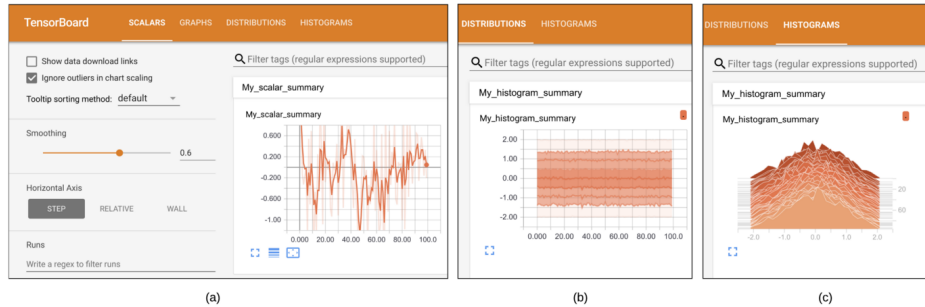 TensorBoard SCALARS GRAPHS DISTRIBUTIONS HISTOGRAMS
Show data download links
Ignore outliers in chart scaling
Tooltip sorting method: default
Smoothing
0.6
Horizontal Axis
STEP RELATIVE WALL
Runs
Write a regex to filter runs
Filter tags (regular expressions supported)
My_scalar_summary
My_scalar_summary
0.600
0.200
-0.200
-0.600
-1.00
0.000 20.00 40.00 60.00 80.00 100.0
(a)
DISTRIBUTIONS HISTOGRAMS
Filter tags (regular expressions supported)
My_histogram_summary
My_histogram_summary
2.00
1.00
0.00
-1.00
-2.00
0.000 20.00 40.00 60.00 80.00 100.0
(b)
DISTRIBUTIONS HISTOGRAMS
Filter tags (regular expressions supported)
My_histogram_summary
My_histogram_summary
20
60
-2.0 -1.0 0.0 1.0 2.0
(c)